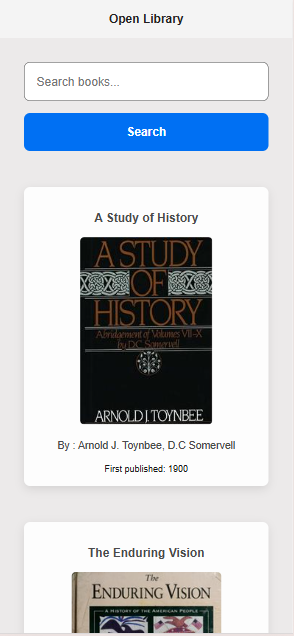 Open Library
Search books...
Search
A Study of History
A STUDY
OF
HISTORY
Abridgement of Volumes VII-X
by D.C Somervell
ARNOLD J. TOYNBEE
By : Arnold J. Toynbee, D.C Somervell
First published: 1900
The Enduring Vision
The
ENDURING VISION
A HISTORY OF THE AMERICAN PEOPLE